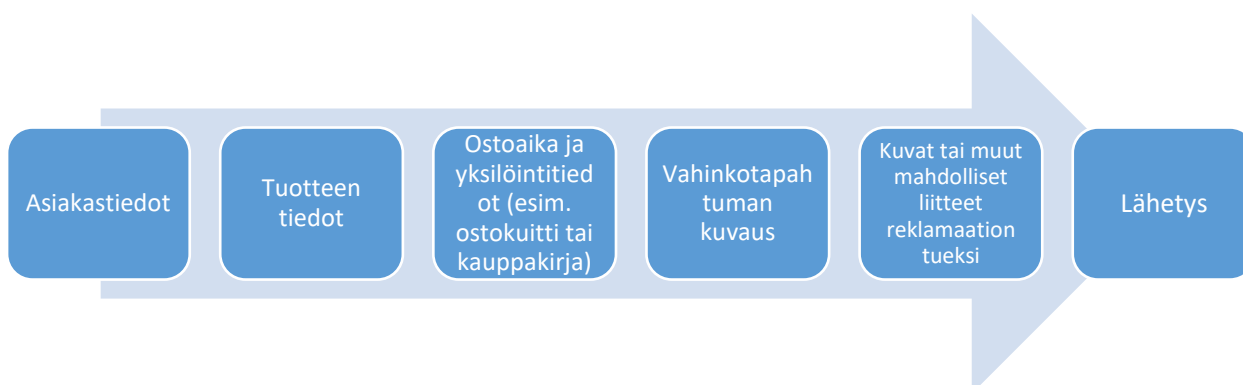 Asiakastiedot
Tuotteen
tiedot
Ostoaika ja
yksilöintitied
ot (esim.
ostokuitti tai
kauppakirja)
Vahinkotapah
tuman
kuvaus
Kuvat tai muut
mahdolliset
liitteet
reklamaation
tueksi
Lähetys